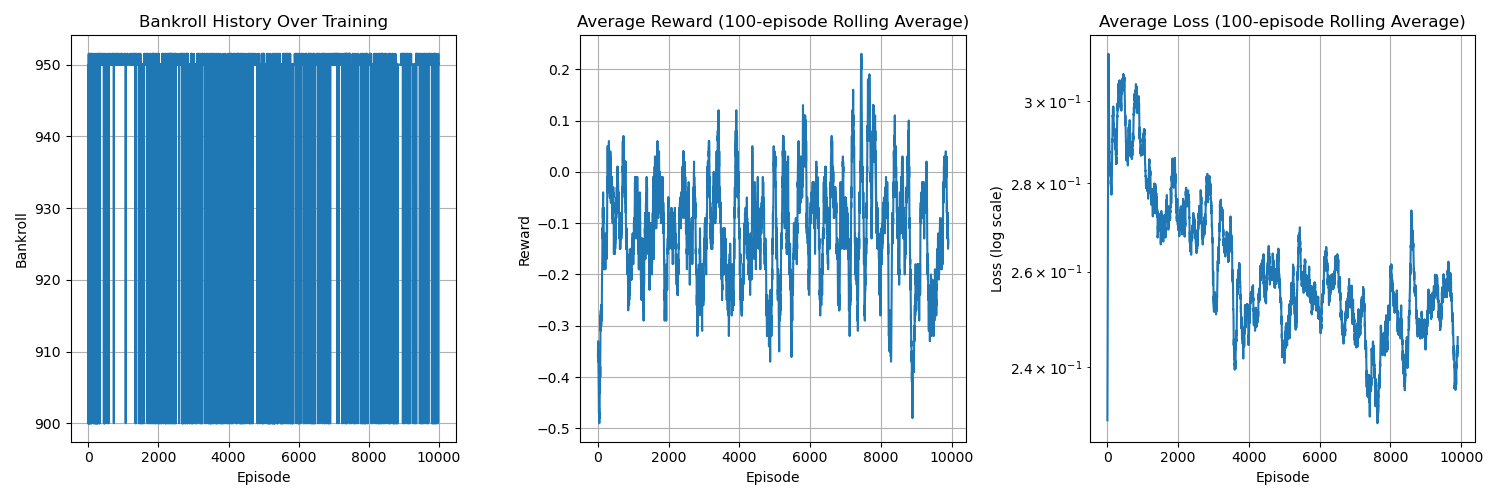 Bankroll History Over Training
Bankroll
950
940
930
920
910
900
0 2000 4000 6000 8000 10000
Episode
Average Reward (100-episode Rolling Average)
Reward
0.2
0.1
0.0
−0.1
−0.2
−0.3
−0.4
−0.5
0 2000 4000 6000 8000 10000
Episode
Average Loss (100-episode Rolling Average)
Loss (log scale)
3 × 10⁻¹
2.8 × 10⁻¹
2.6 × 10⁻¹
2.4 × 10⁻¹
0 2000 4000 6000 8000 10000
Episode